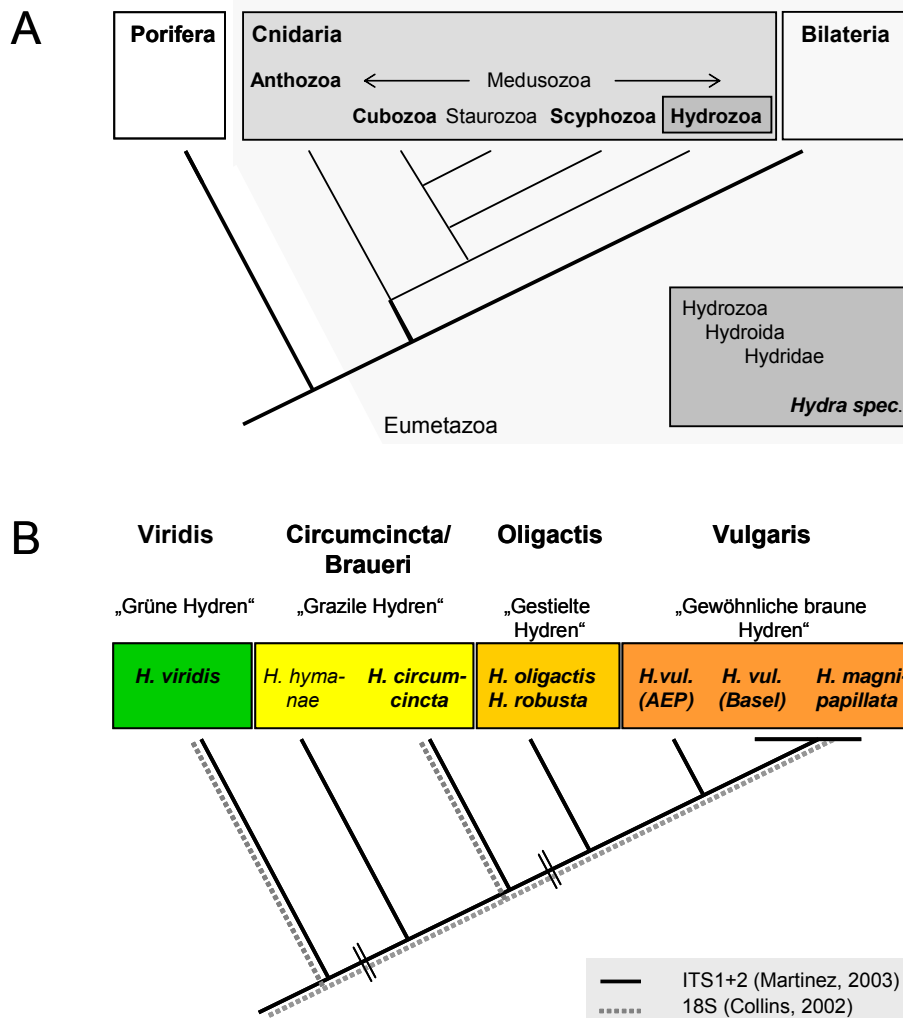 A
Porifera
Cnidaria
Bilateria
Anthozoa
Medusozoa
Cubozoa Staurozoa Scyphozoa Hydrozoa
Hydrozoa
Hydroida
Hydridae
Hydra spec.
Eumetazoa
B
Viridis
Circumcincta/
Braueri
Oligactis
Vulgaris
„Grüne Hydren“
„Grazile Hydren“
„Gestielte
Hydren“
„Gewöhnliche braune
Hydren“
H. viridis
H. hyma-
nae
H. circum-
cincta
H. oligactis
H. robusta
H.vul.
(AEP)
H. vul.
(Basel)
H. magni-
papillata
ITS1+2 (Martinez, 2003)
18S (Collins, 2002)